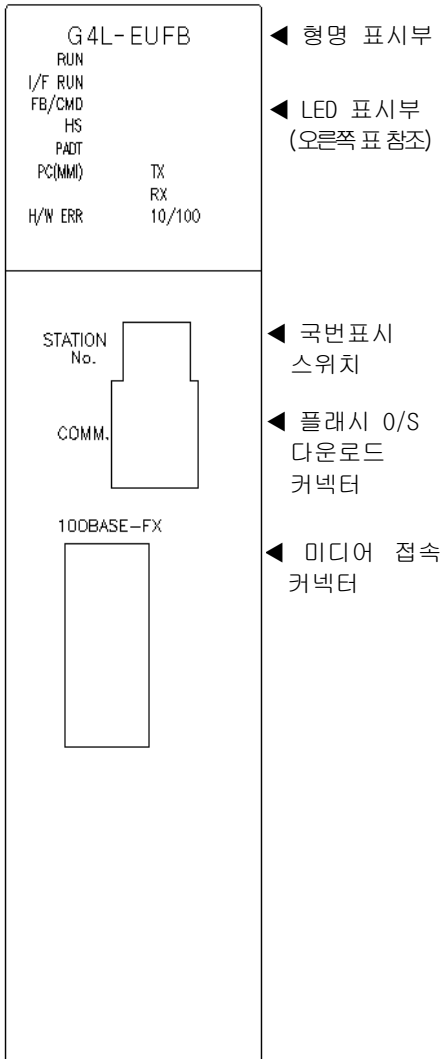 G4L-EUFB
RUN
I/F RUN
FB/CMD
HS
PADT
PC(MMI) TX
RX
H/W ERR 10/100
◀ 형명 표시부
◀ LED 표시부
(오른쪽 표 참조)
STATION
No.
◀ 국번표시
스위치
COMM.
◀ 플래시 O/S
다운로드
커넥터
100BASE-FX
◀ 미디어 접속
커넥터